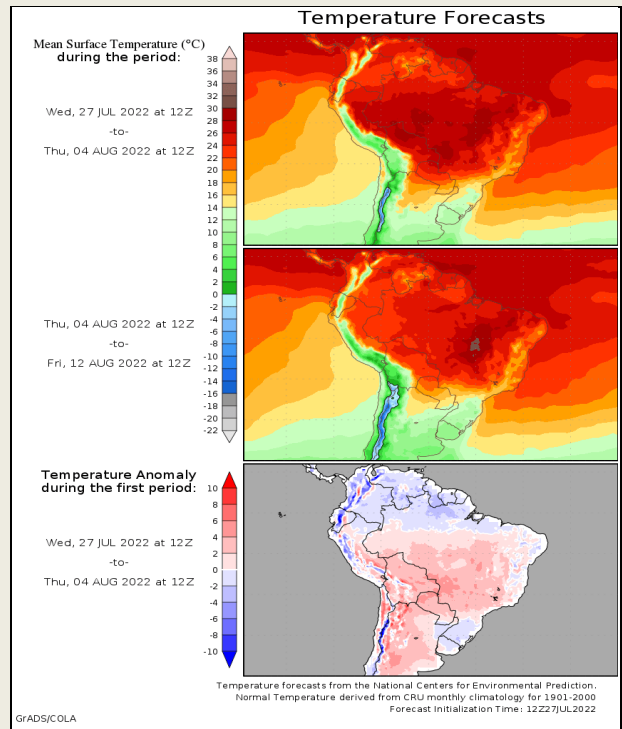 Temperature Forecasts
Mean Surface Temperature (°C)
during the period:
Wed, 27 JUL 2022 at 12Z
-to-
Thu, 04 AUG 2022 at 12Z
38
36
34
32
30
28
26
24
22
20
18
16
14
12
10
8
6
4
2
0
-2
-4
-6
-8
-10
-12
-14
-16
-18
-20
-22
Thu, 04 AUG 2022 at 12Z
-to-
Fri, 12 AUG 2022 at 12Z
Temperature Anomaly
during the first period:
Wed, 27 JUL 2022 at 12Z
-to-
Thu, 04 AUG 2022 at 12Z
10
8
6
4
2
0
-2
-4
-6
-8
-10
Temperature forecasts from the National Centers for Environmental Prediction.
Normal Temperature derived from CRU monthly climatology for 1901-2000
Forecast Initialization Time: 12Z27JUL2022
GrADS/COLA